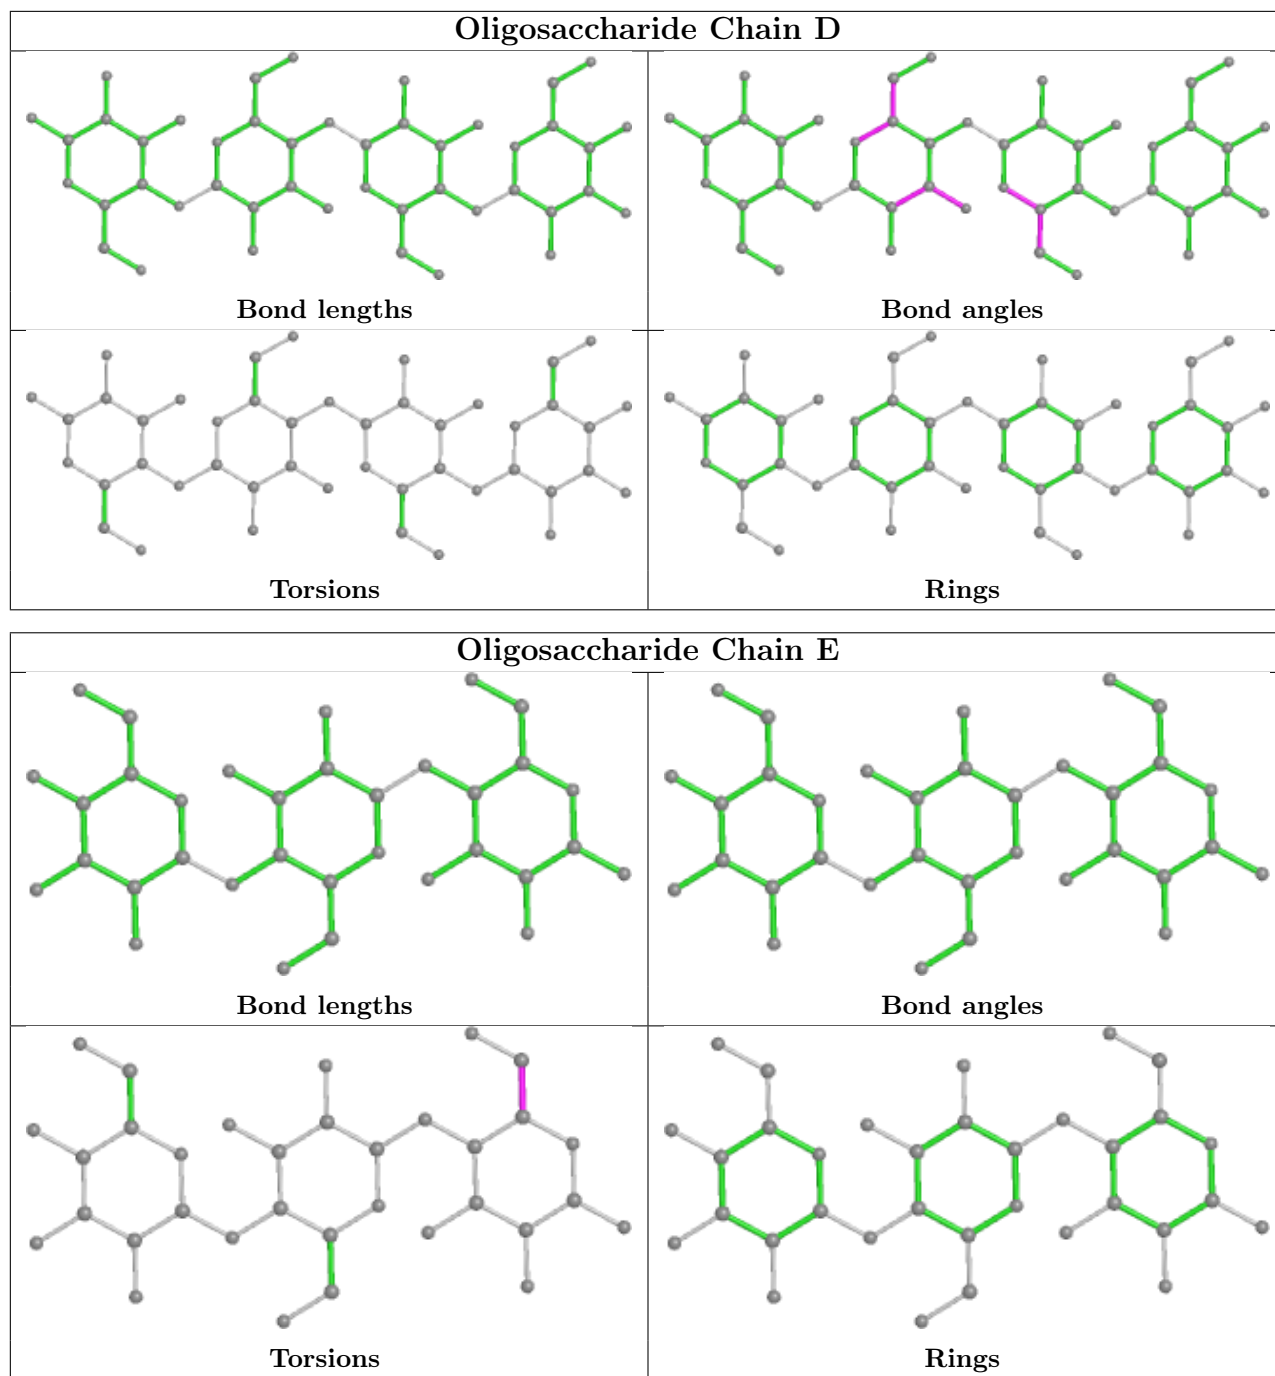 Oligosaccharide Chain D
Bond lengths
Bond angles
Torsions
Rings
Oligosaccharide Chain E
Bond lengths
Bond angles
Torsions
Rings